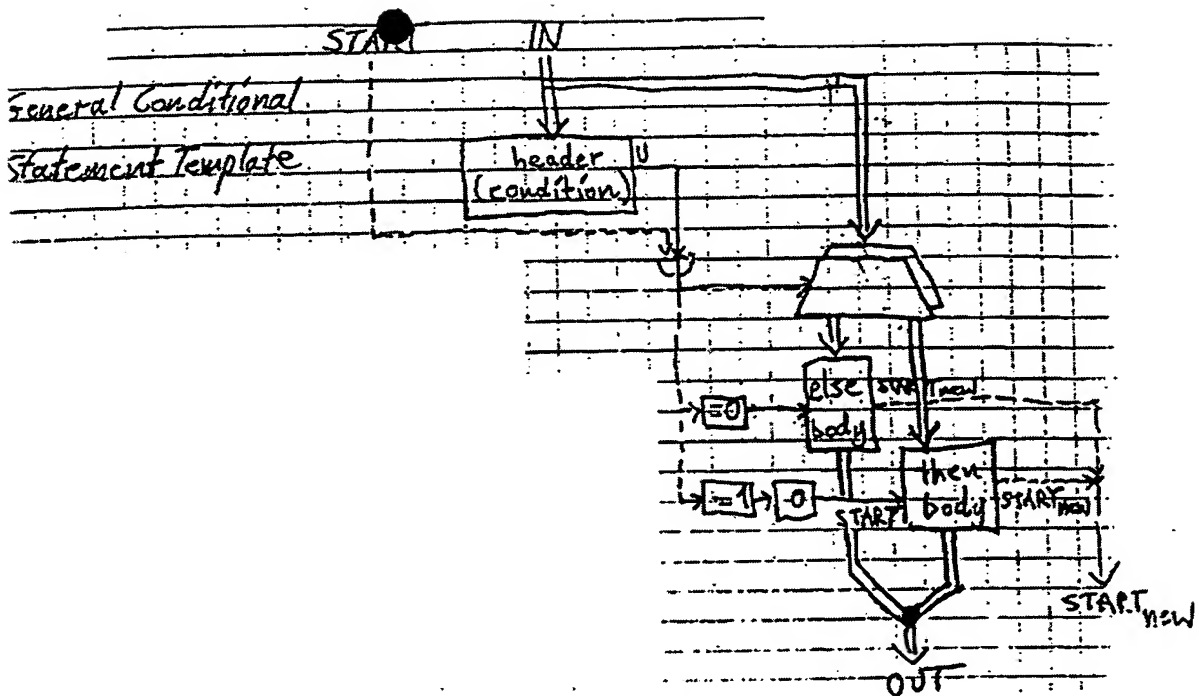 START IN
General Conditional
Statement Template
header U
(condition)
else START new
=0
body
then
=1 0 body START new
START
START new
OUT